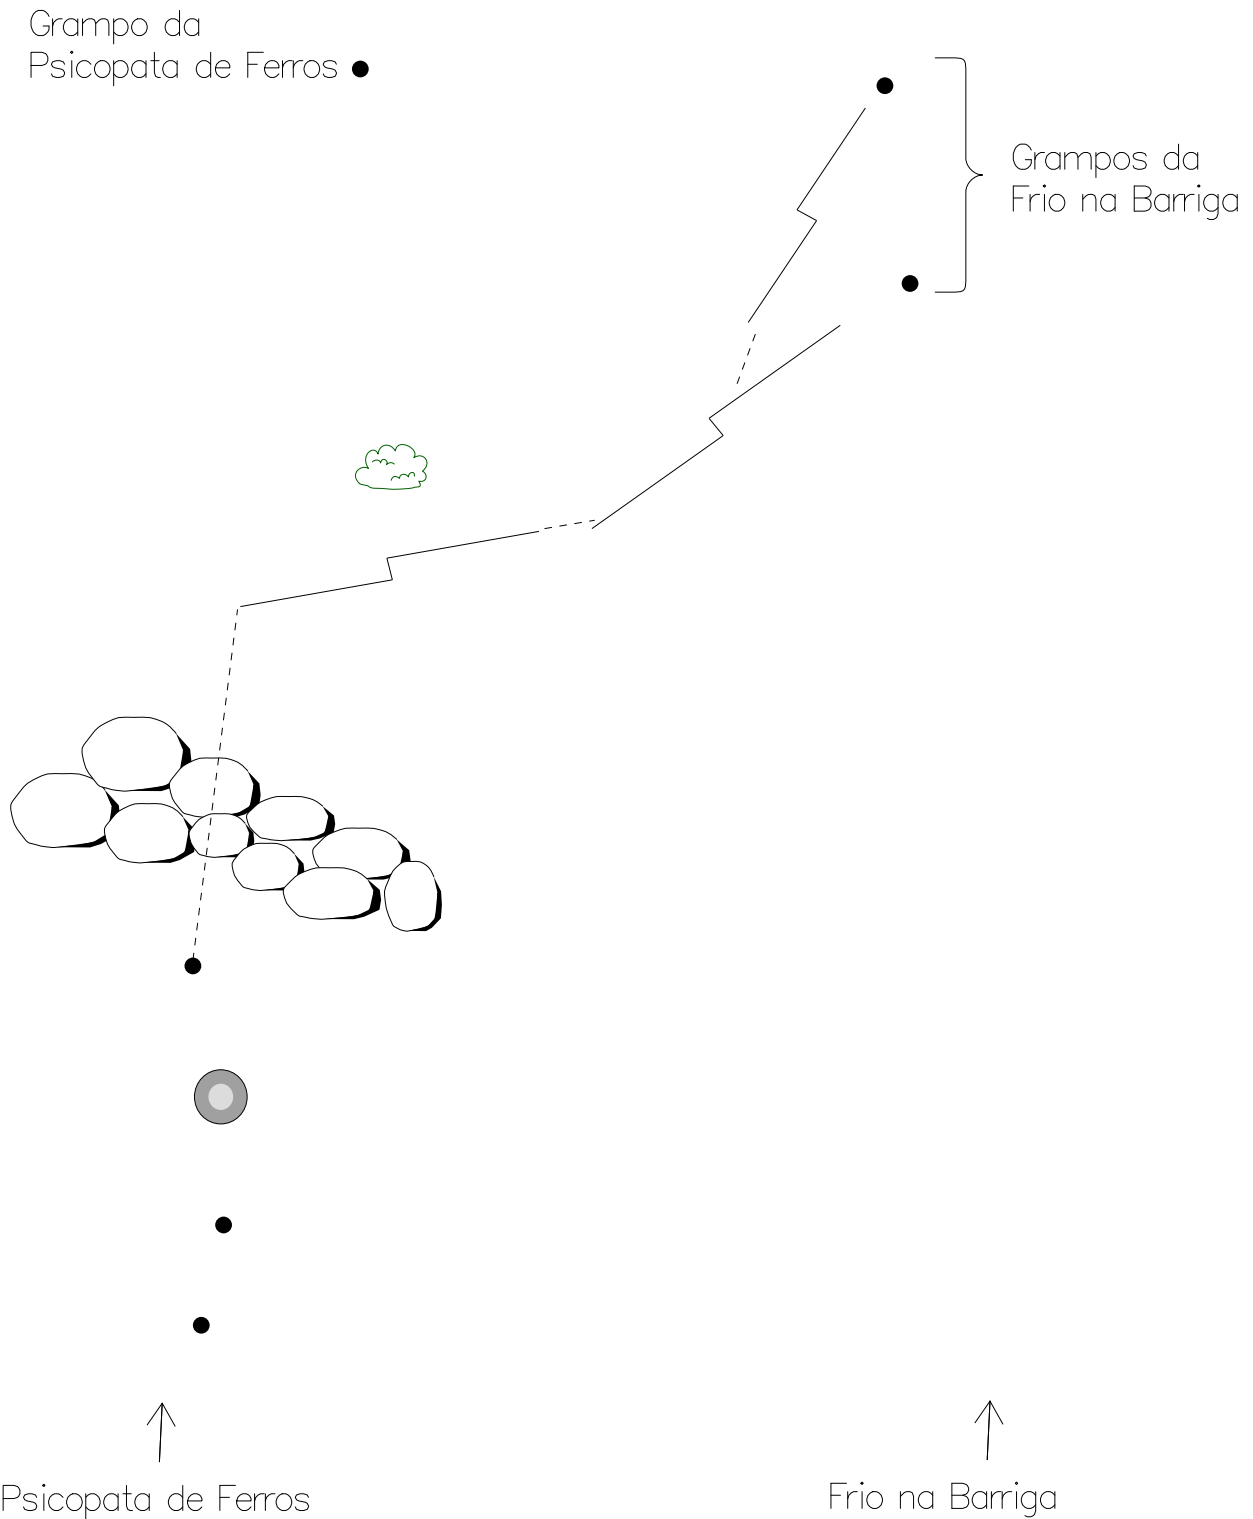 Grampo da
Psicopata de Ferros
Grampos da
Frio na Barriga
Psicopata de Ferros
Frio na Barriga